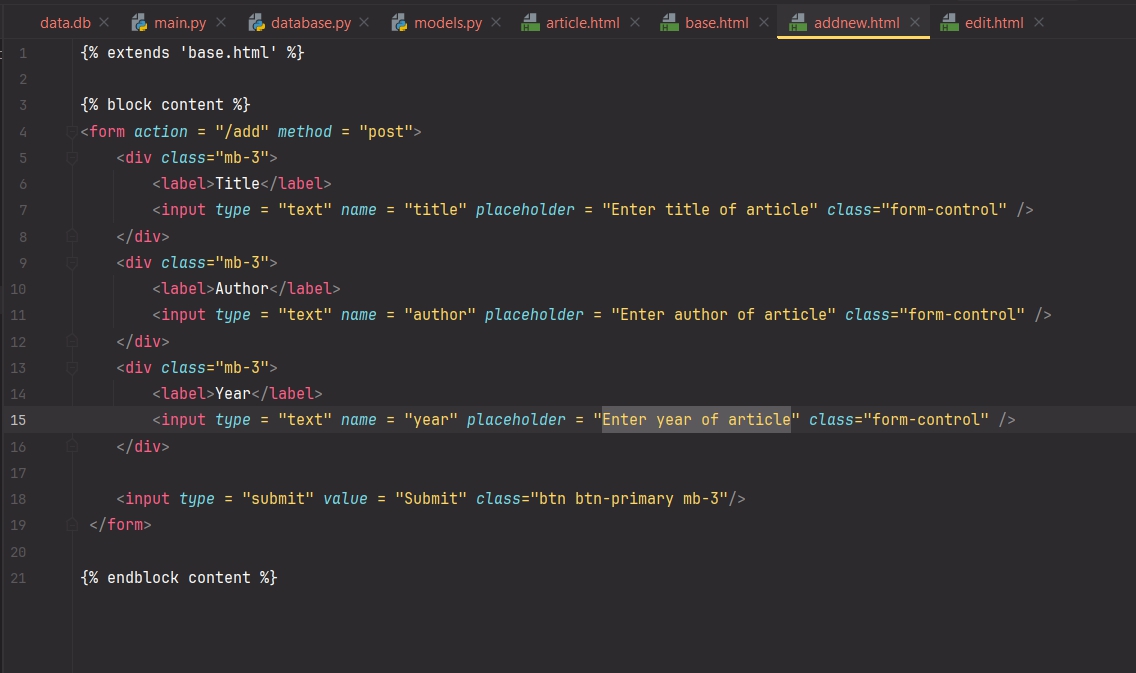 data.db main.py database.py models.py article.html base.html addnew.html edit.html
1 {% extends 'base.html' %}
2
3 {% block content %}
4 <form action = "/add" method = "post">
5 <div class="mb-3">
6 <label>Title</label>
7 <input type = "text" name = "title" placeholder = "Enter title of article" class="form-control" />
8 </div>
9 <div class="mb-3">
10 <label>Author</label>
11 <input type = "text" name = "author" placeholder = "Enter author of article" class="form-control" />
12 </div>
13 <div class="mb-3">
14 <label>Year</label>
15 <input type = "text" name = "year" placeholder = "Enter year of article" class="form-control" />
16 </div>
17
18 <input type = "submit" value = "Submit" class="btn btn-primary mb-3"/>
19 </form>
20
21 {% endblock content %}